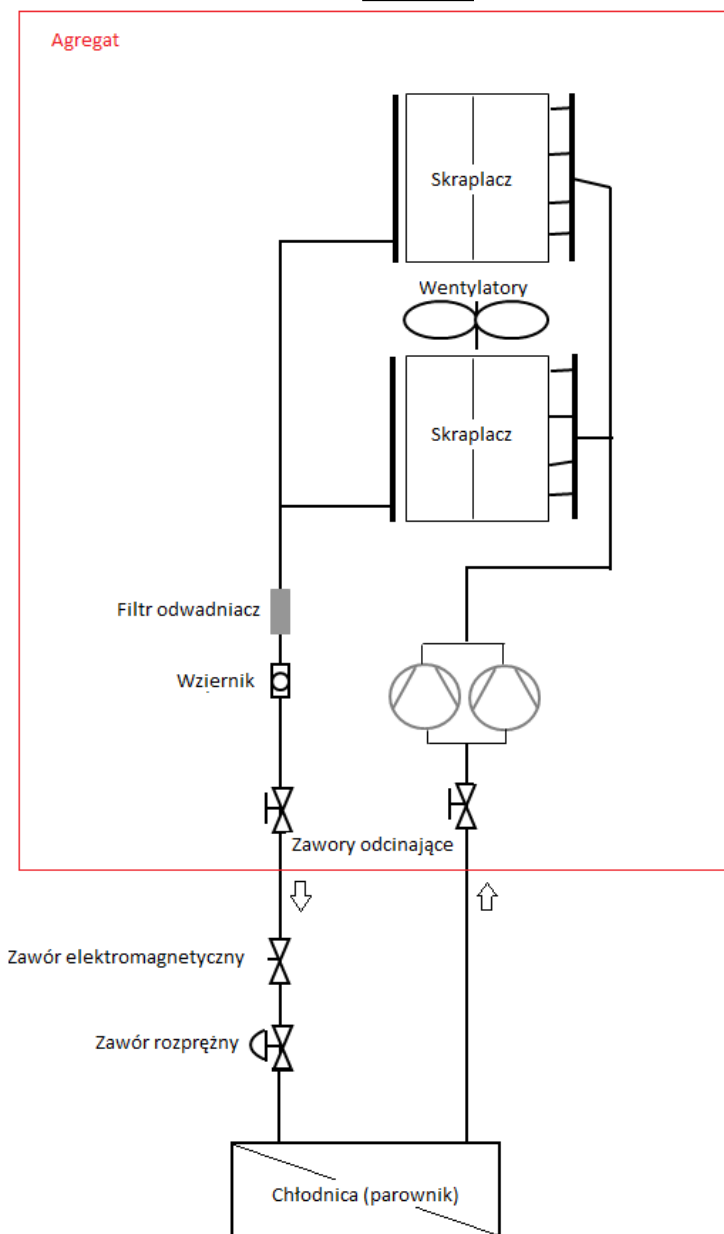 Agregat
Skraplacz
Wentylatory
Skraplacz
Filtr odwadniacz
Wziernik
Zawory odcinające
Zawór elektromagnetyczny
Zawór rozprężny
Chłodnica (parownik)